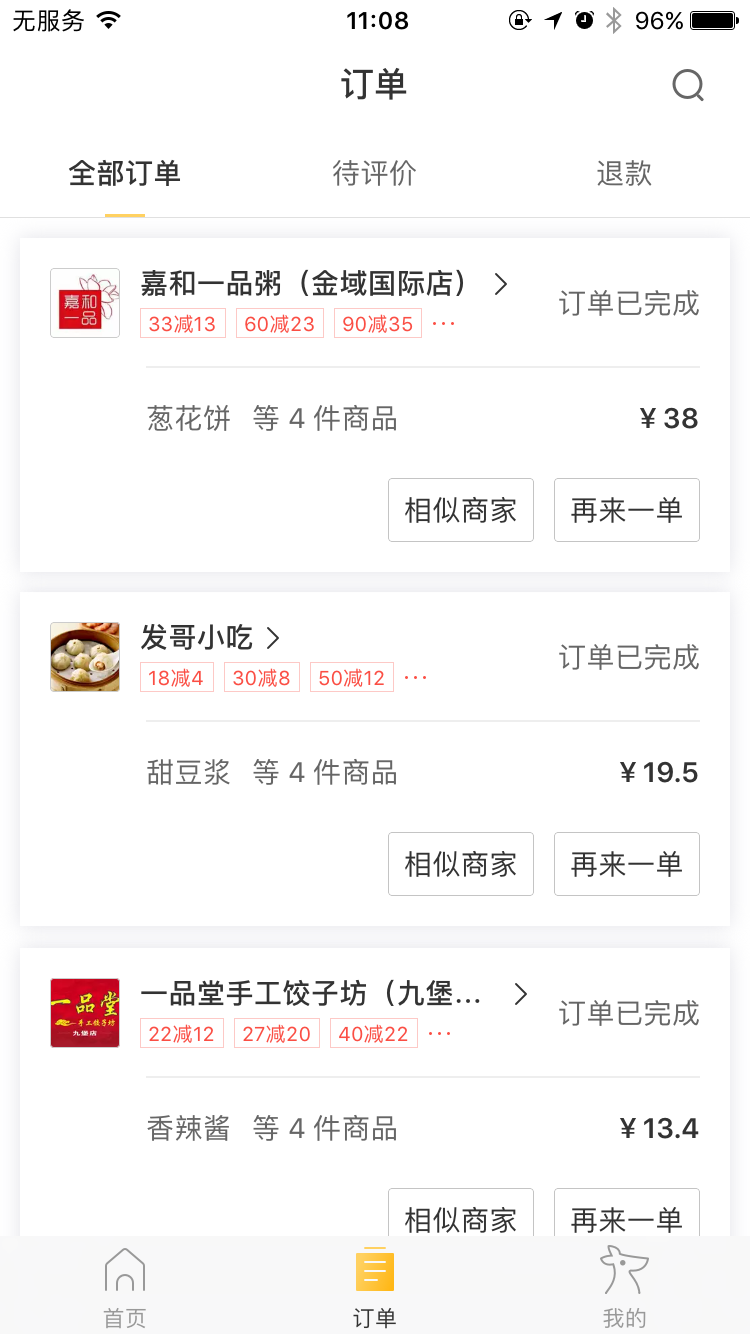 无服务 11:08 96%
订单
全部订单 待评价 退款
嘉和一品
嘉和一品粥（金域国际店）
订单已完成
33减13 60减23 90减35 ···
葱花饼 等 4 件商品 ¥ 38
相似商家 再来一单
发哥小吃
订单已完成
18减4 30减8 50减12 ···
甜豆浆 等 4 件商品 ¥ 19.5
相似商家 再来一单
一品堂
手工饺子坊
九堡店
一品堂手工饺子坊（九堡...
订单已完成
22减12 27减20 40减22 ···
香辣酱 等 4 件商品 ¥ 13.4
相似商家 再来一单
首页 订单 我的